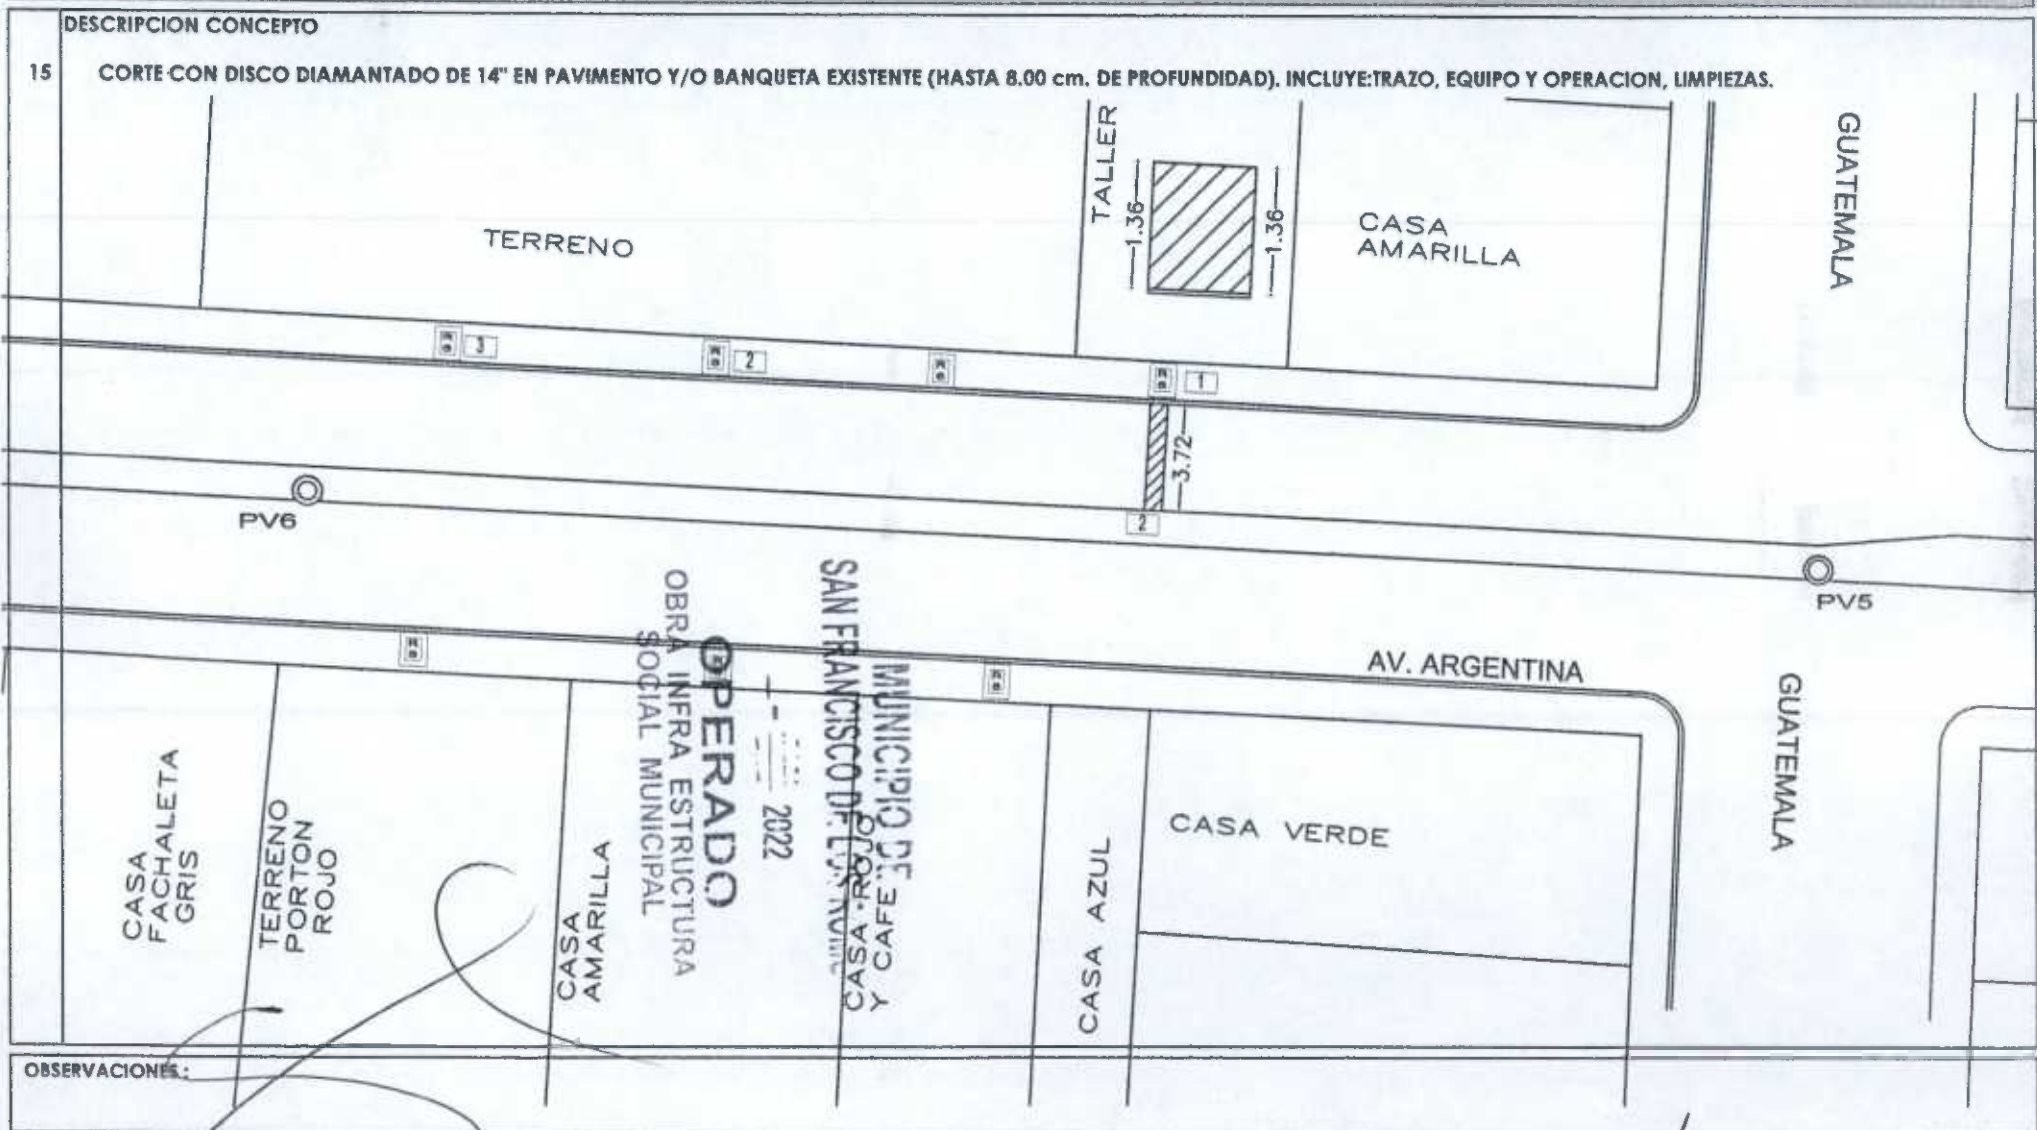 DESCRIPCION CONCEPTO
15 CORTE CON DISCO DIAMANTADO DE 14" EN PAVIMENTO Y/O BANQUETA EXISTENTE (HASTA 8.00 cm. DE PROFUNDIDAD). INCLUYE:TRAZO, EQUIPO Y OPERACION, LIMPIEZAS.
TERRENO
TALLER
1.36
1.36
CASA
AMARILLA
GUATEMALA
3
2
1
3.72
2
PV6
PV5
AV. ARGENTINA
GUATEMALA
CASA
FACHALETA
GRIS
TERRENO
PORTON
ROJO
CASA
AMARILLA
MUNICIPIO DE
SAN FRANCISCO DE
2022
OPERADO
OBRA INFRA ESTRUCTURA
SOCIAL MUNICIPAL
CASA ROJO
Y CAFE
CASA AZUL
CASA VERDE
OBSERVACIONES: